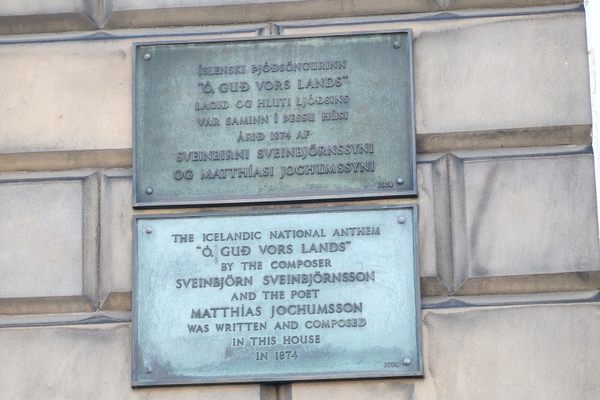 ÍSLENSKI ÞJÓÐSÖNGURINN
"Ó, GUÐ VORS LANDS"
LAGIÐ OG HLUTI LJÓÐSINS
VAR SAMINN Í ÞESSU HÚSI
ÁRIÐ 1874 AF
SVEINBIRNI SVEINBJÖRNSSYNI
OG MATTHÍASI JOCHUMSSYNI
1974
THE ICELANDIC NATIONAL ANTHEM
"Ó, GUÐ VORS LANDS"
BY THE COMPOSER
SVEINBJÖRN SVEINBJÖRNSSON
AND THE POET
MATTHÍAS JOCHUMSSON
WAS WRITTEN AND COMPOSED
IN THIS HOUSE
IN 1874
1974